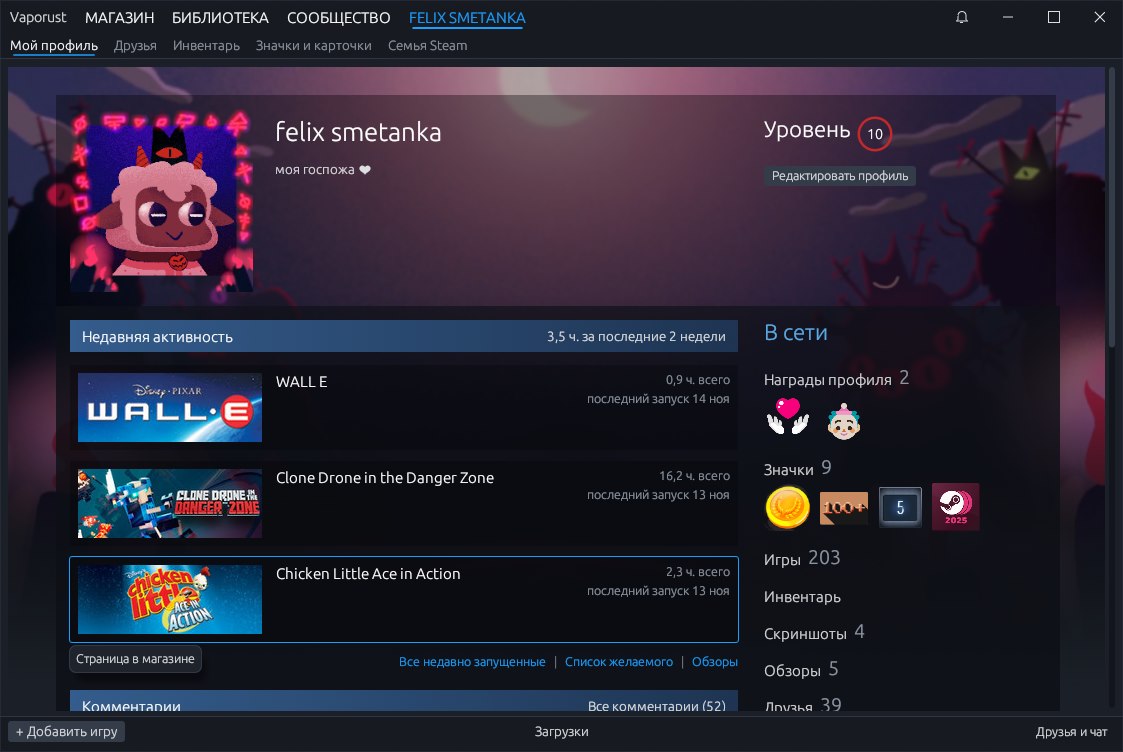 Vaporust МАГАЗИН БИБЛИОТЕКА СООБЩЕСТВО FELIX SMETANKA
Мой профиль Друзья Инвентарь Значки и карточки Семья Steam
felix smetanka
моя госпожа ❤
Уровень 10
Редактировать профиль
Недавняя активность 3,5 ч. за последние 2 недели
Disney · PIXAR
WALL·E
WALL E
0,9 ч. всего
последний запуск 14 ноя
CLONE DRONE IN THE DANGER ZONE
Clone Drone in the Danger Zone
16,2 ч. всего
последний запуск 13 ноя
Disney's
chicken little
ACE IN ACTION
Chicken Little Ace in Action
2,3 ч. всего
последний запуск 13 ноя
Страница в магазине
Все недавно запущенные | Список желаемого | Обзоры
Комментарии Все комментарии (52)
В сети
Награды профиля 2
Значки 9
100+ 5 2025
Игры 203
Инвентарь
Скриншоты 4
Обзоры 5
Друзья 39
+ Добавить игру Загрузки Друзья и чат